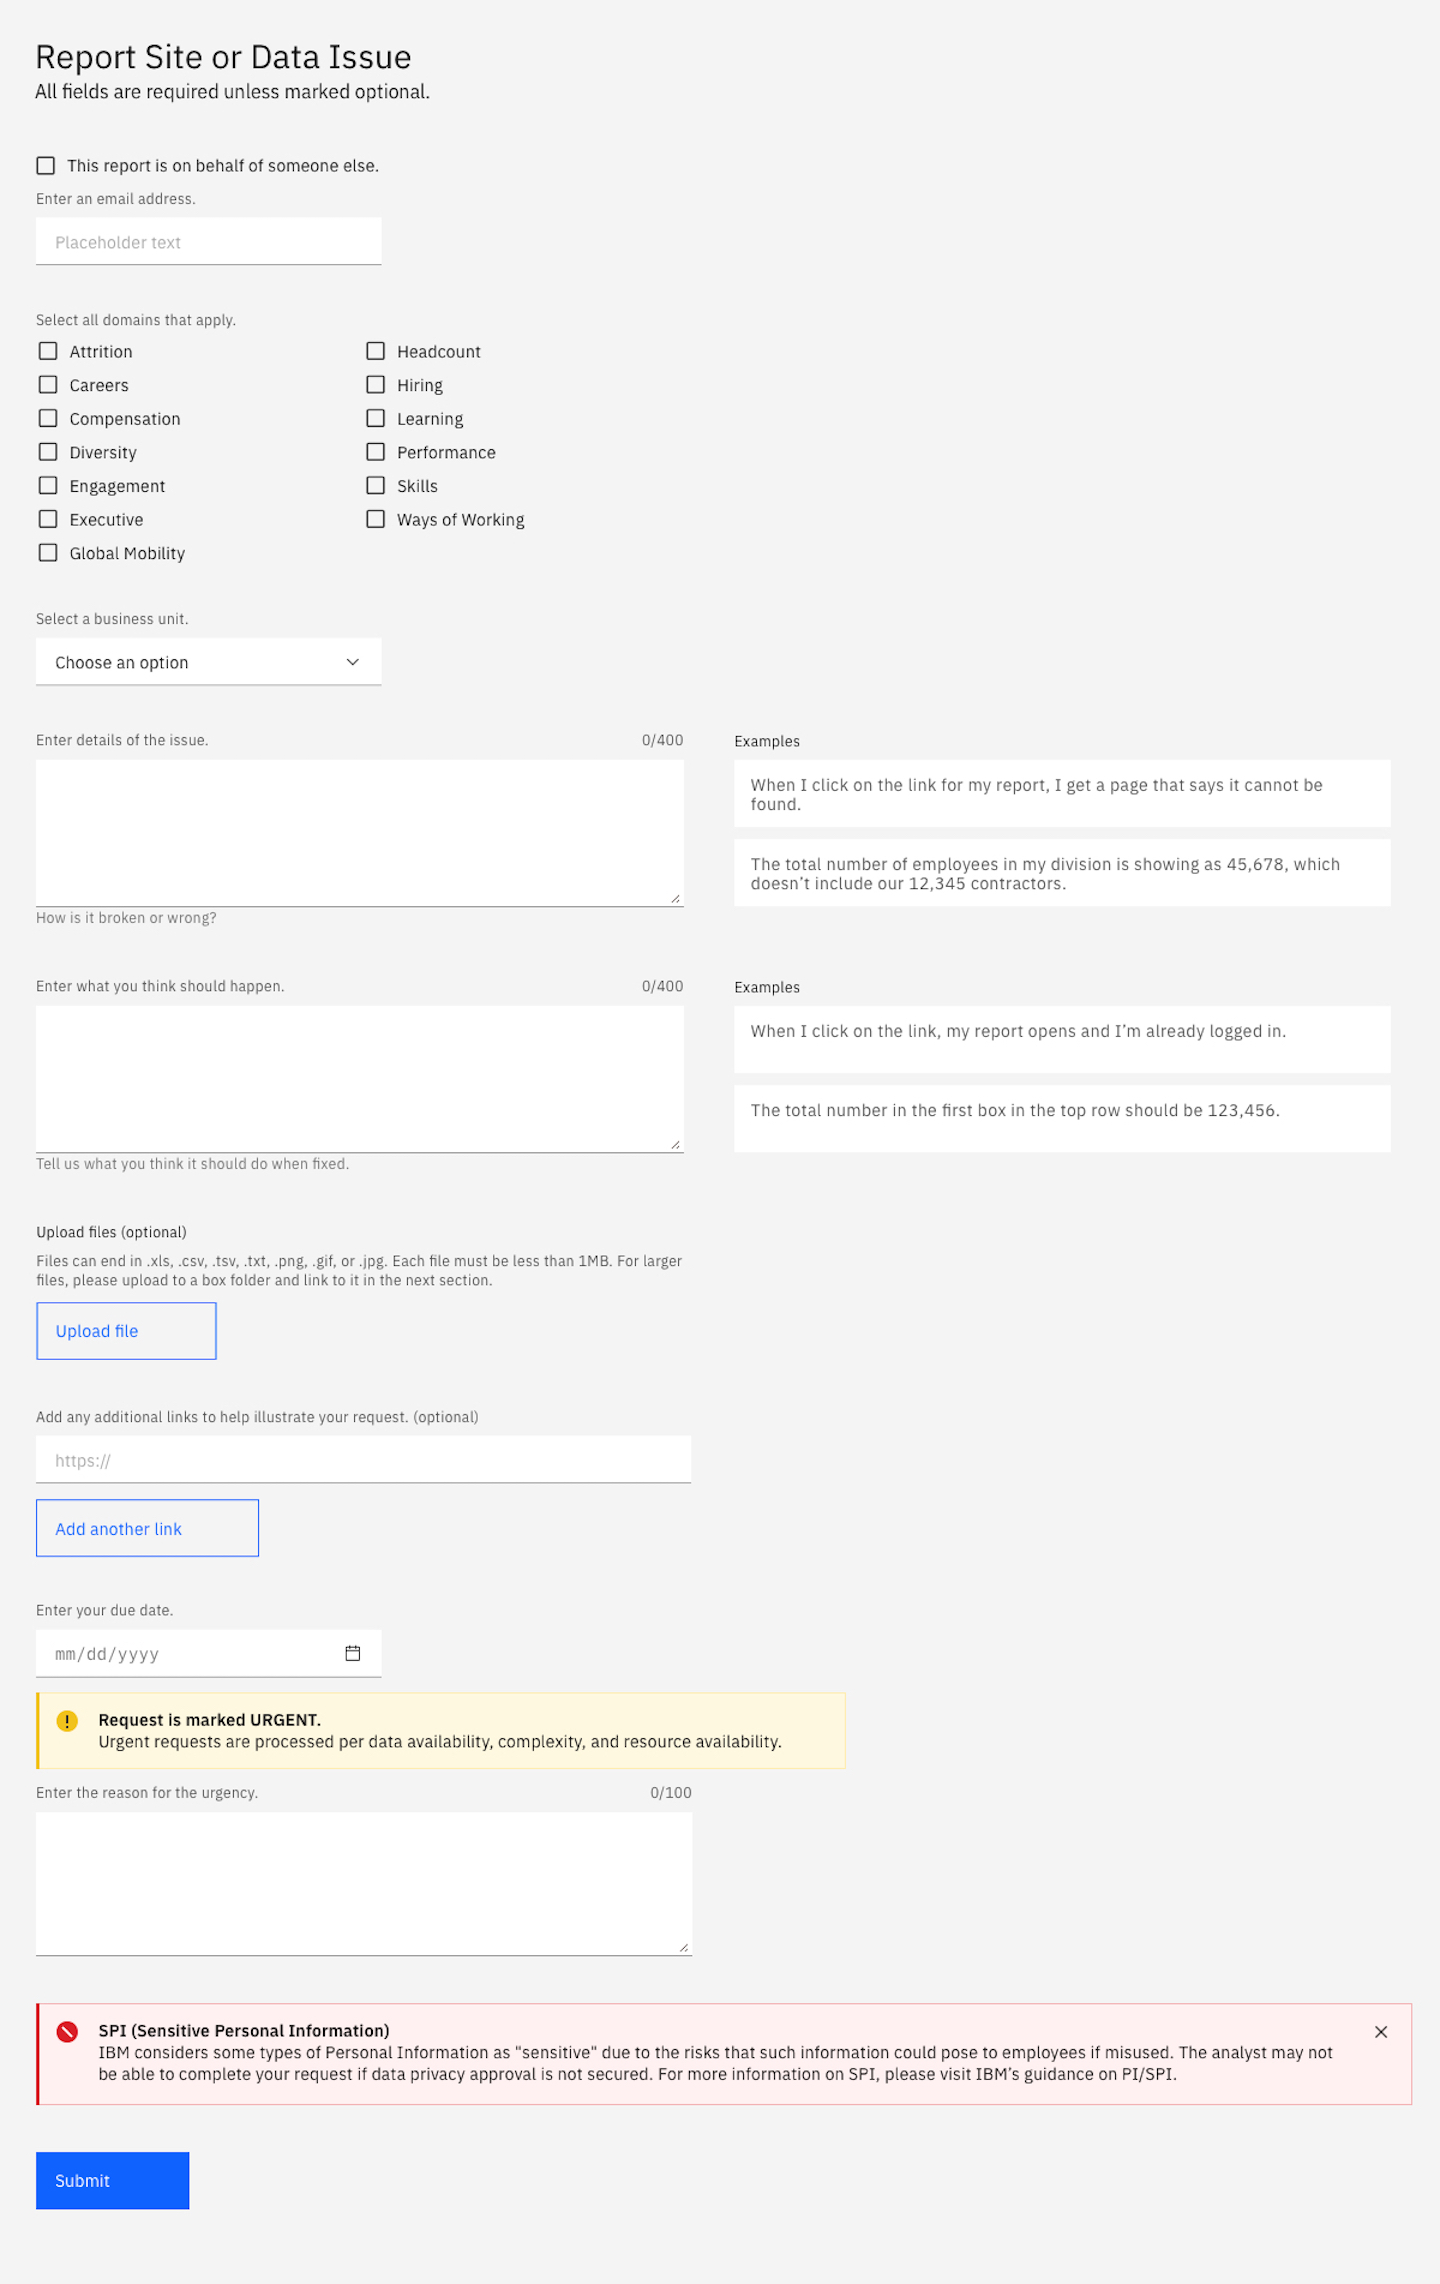 Report Site or Data Issue
All fields are required unless marked optional.
This report is on behalf of someone else.
Enter an email address.
Placeholder text
Select all domains that apply.
Attrition
Careers
Compensation
Diversity
Engagement
Executive
Global Mobility
Headcount
Hiring
Learning
Performance
Skills
Ways of Working
Select a business unit.
Choose an option
Enter details of the issue.
0/400
How is it broken or wrong?
Examples
When I click on the link for my report, I get a page that says it cannot be
found.
The total number of employees in my division is showing as 45,678, which
doesn’t include our 12,345 contractors.
Enter what you think should happen.
0/400
Tell us what you think it should do when fixed.
Examples
When I click on the link, my report opens and I’m already logged in.
The total number in the first box in the top row should be 123,456.
Upload files (optional)
Files can end in .xls, .csv, .tsv, .txt, .png, .gif, or .jpg. Each file must be less than 1MB. For larger
files, please upload to a box folder and link to it in the next section.
Upload file
Add any additional links to help illustrate your request. (optional)
https://
Add another link
Enter your due date.
mm/dd/yyyy
Request is marked URGENT.
Urgent requests are processed per data availability, complexity, and resource availability.
Enter the reason for the urgency.
0/100
SPI (Sensitive Personal Information)
IBM considers some types of Personal Information as "sensitive" due to the risks that such information could pose to employees if misused. The analyst may not
be able to complete your request if data privacy approval is not secured. For more information on SPI, please visit IBM’s guidance on PI/SPI.
Submit